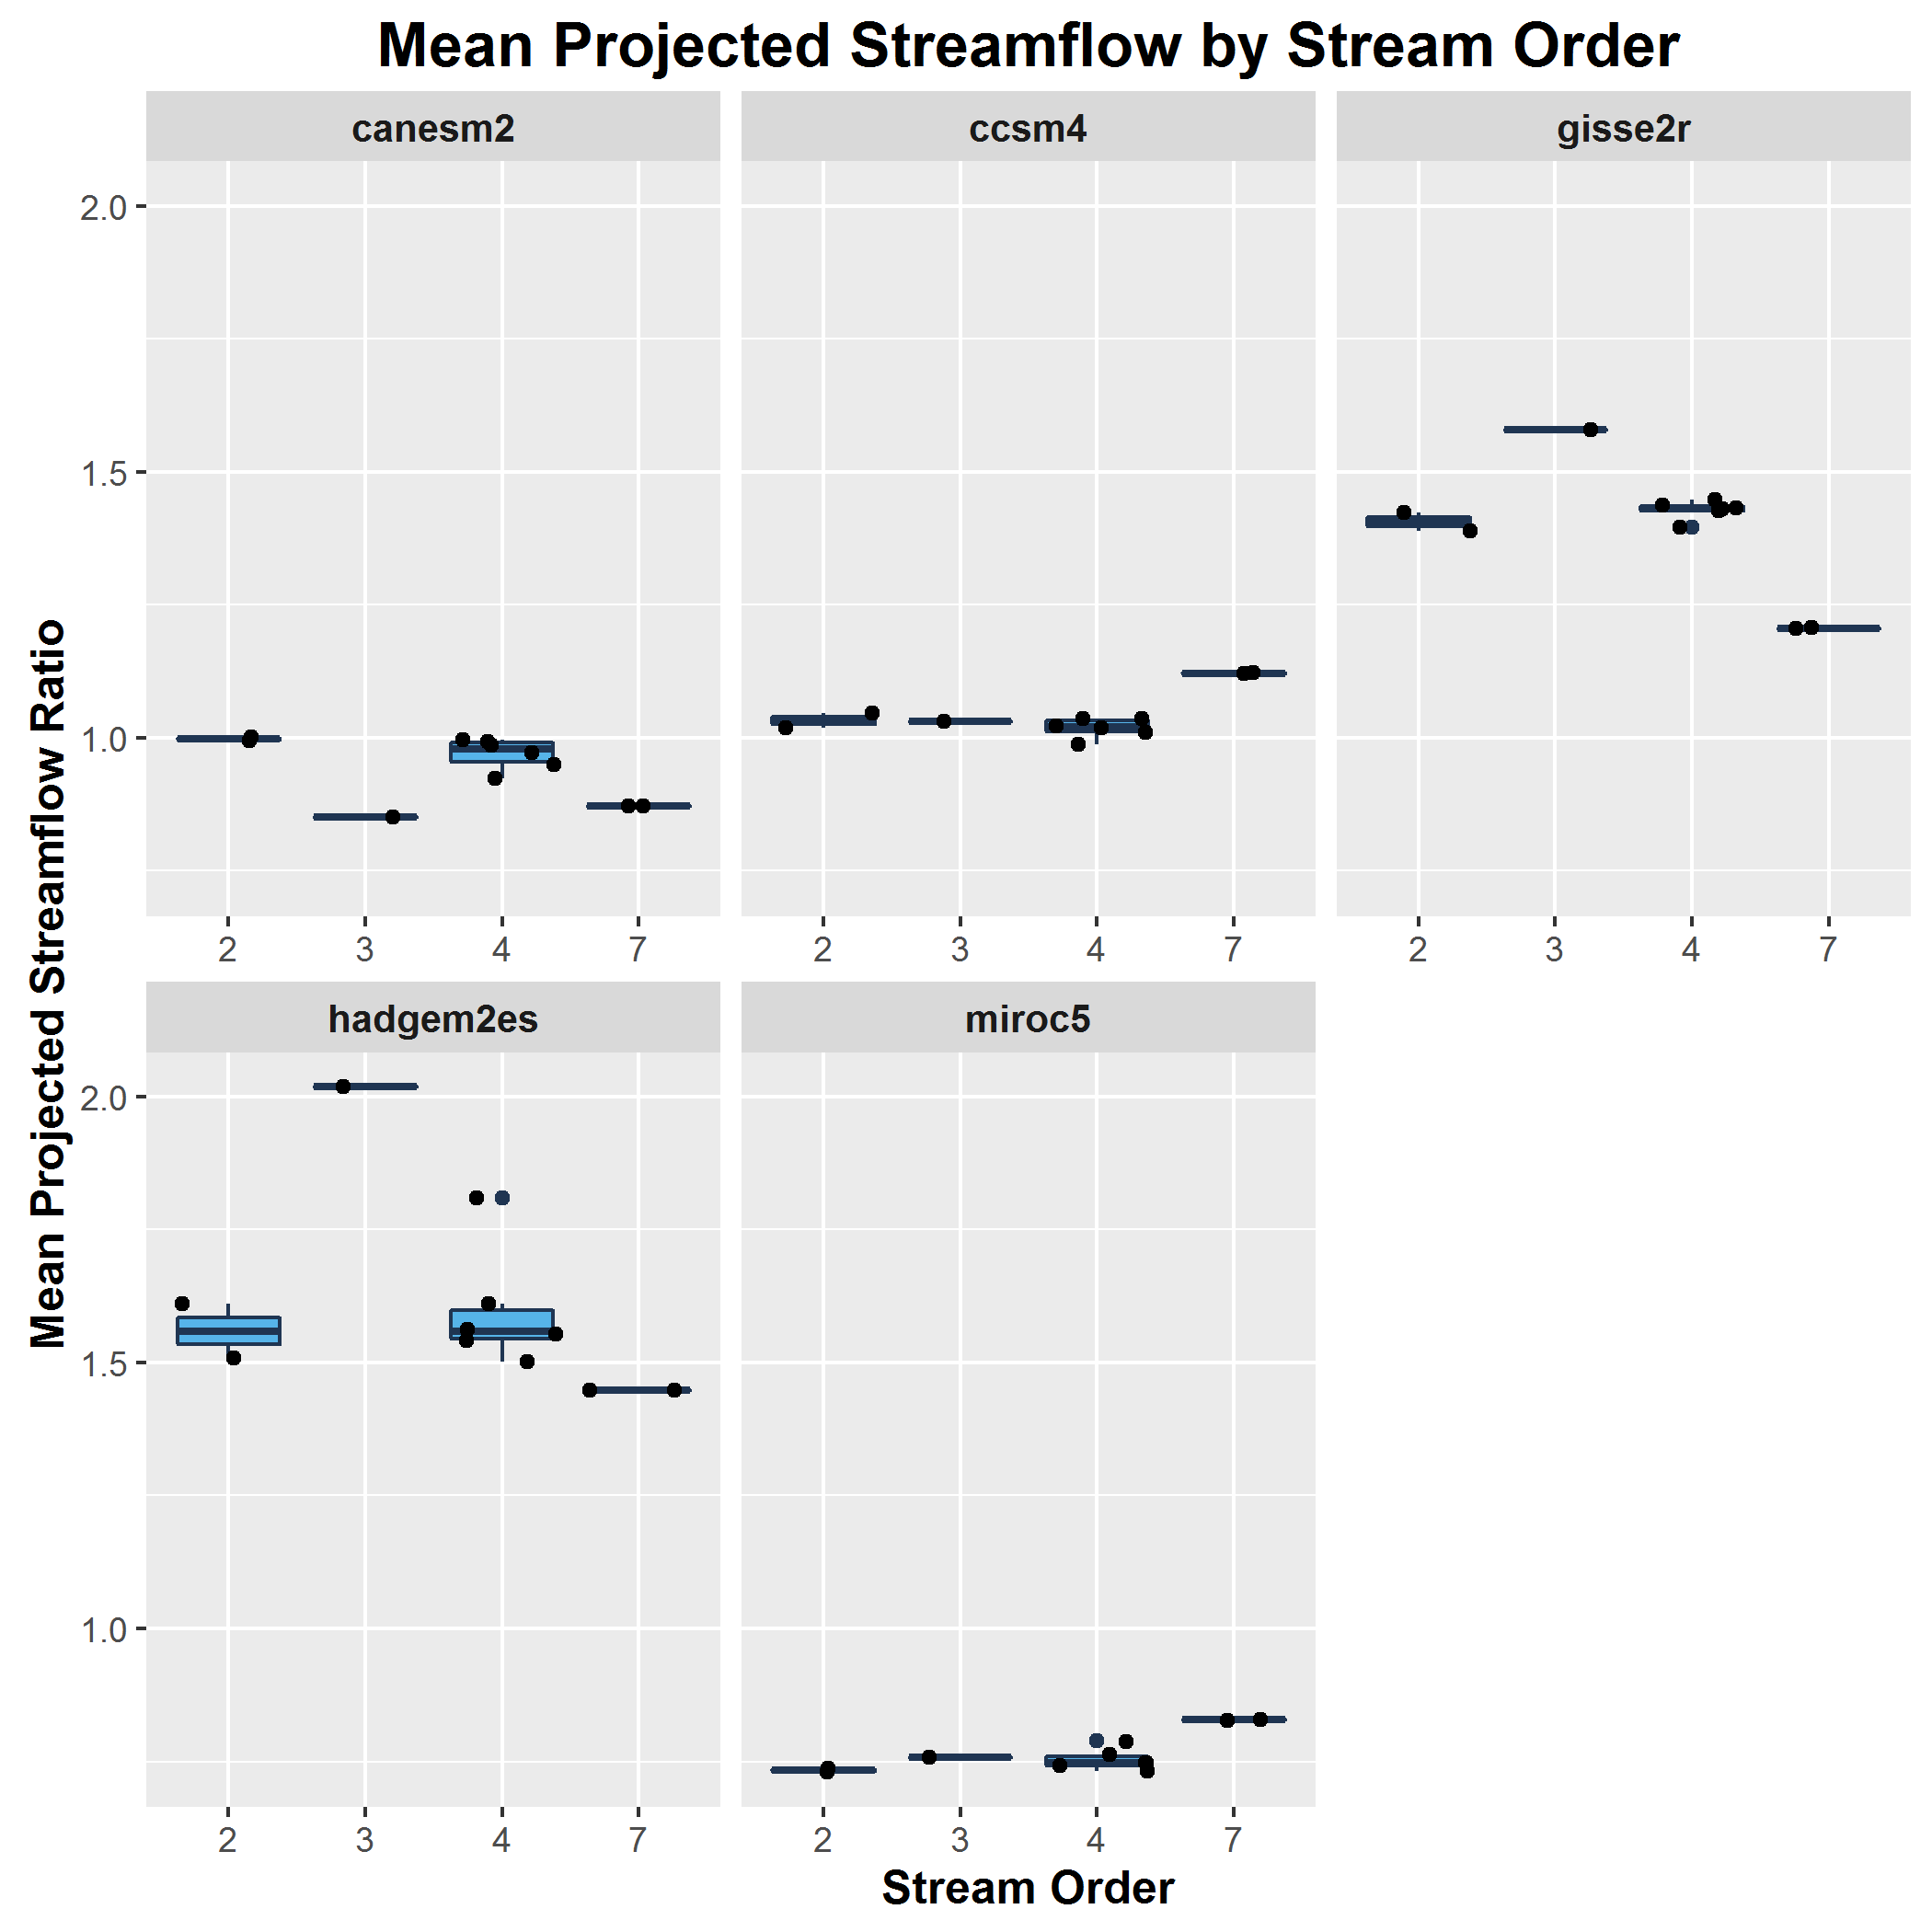 Mean Projected Streamflow by Stream Order
canesm2
ccsm4
gisse2r
2.0
1.5
1.0
2 3 4 7
2 3 4 7
2 3 4 7
Mean Projected Streamflow Ratio
hadgem2es
miroc5
2.0
1.5
1.0
2 3 4 7
2 3 4 7
Stream Order